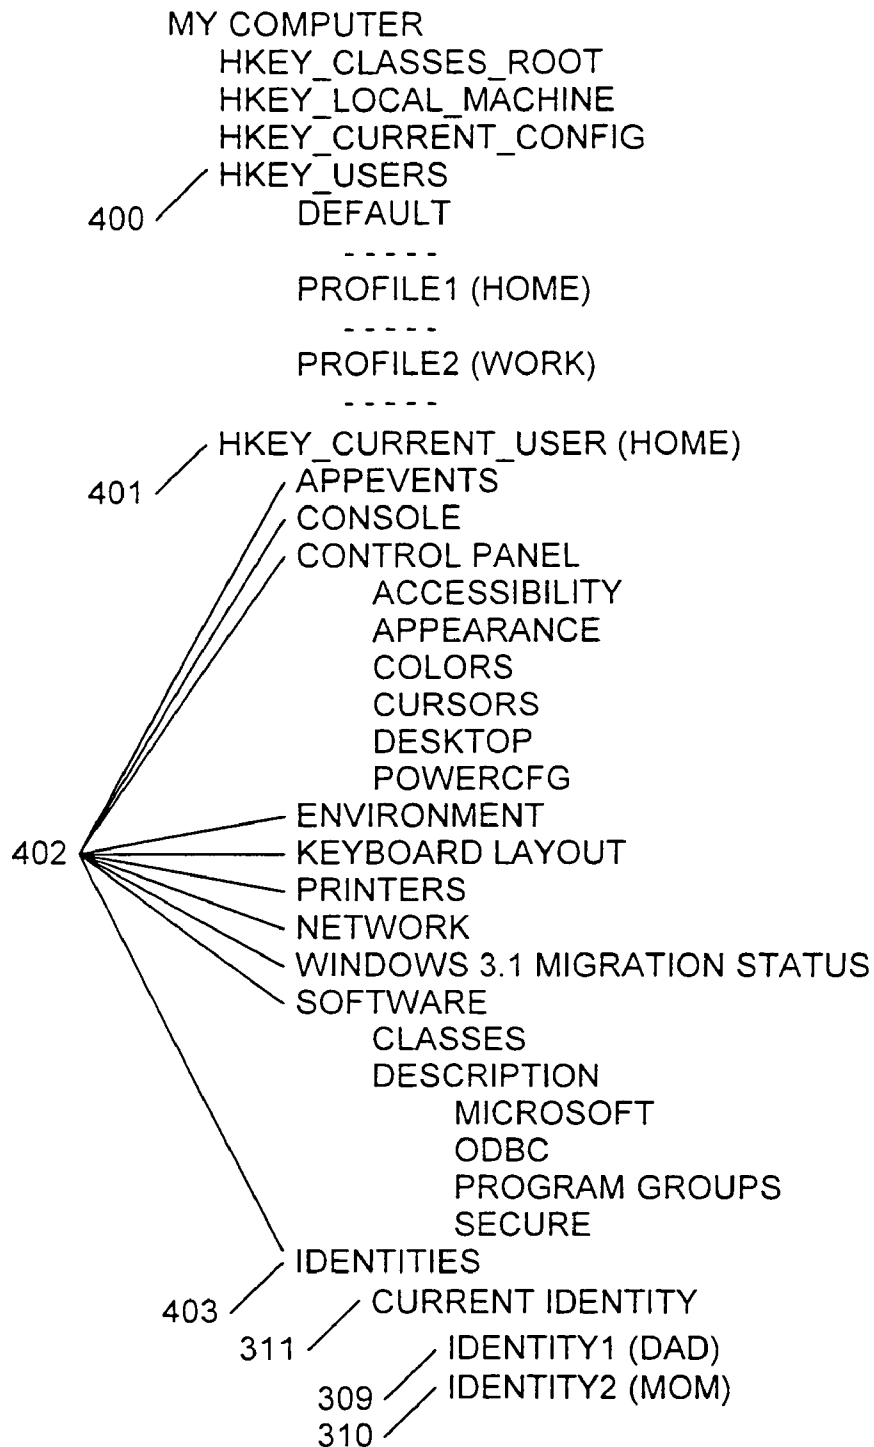 MY COMPUTER
HKEY_CLASSES_ROOT
HKEY_LOCAL_MACHINE
HKEY_CURRENT_CONFIG
HKEY_USERS
400
DEFAULT
- - - - -
PROFILE1 (HOME)
- - - - -
PROFILE2 (WORK)
- - - - -
HKEY_CURRENT_USER (HOME)
401
APPEVENTS
CONSOLE
CONTROL PANEL
ACCESSIBILITY
APPEARANCE
COLORS
CURSORS
DESKTOP
POWERCFG
ENVIRONMENT
402
KEYBOARD LAYOUT
PRINTERS
NETWORK
WINDOWS 3.1 MIGRATION STATUS
SOFTWARE
CLASSES
DESCRIPTION
MICROSOFT
ODBC
PROGRAM GROUPS
SECURE
IDENTITIES
403
CURRENT IDENTITY
311
IDENTITY1 (DAD)
309
IDENTITY2 (MOM)
310